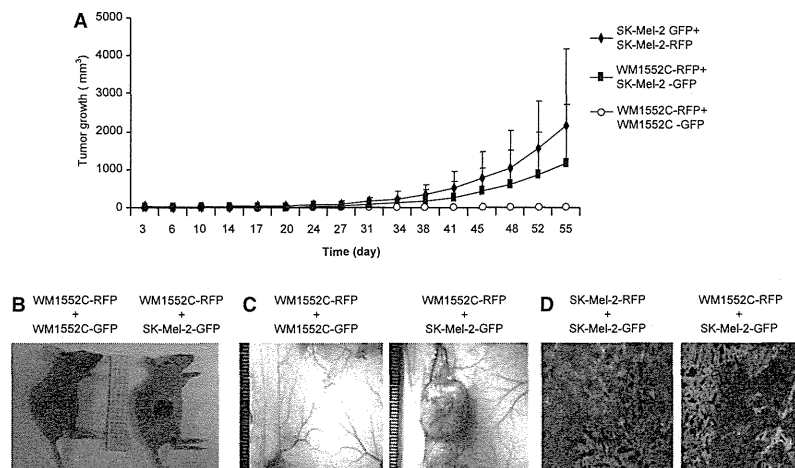 A
5000
4000
3000
2000
1000
0
Tumor growth ( mm³)
3 6 10 14 17 20 24 27 31 34 38 41 45 48 52 55
Time (day)
SK-Mel-2 GFP+
SK-Mel-2-RFP
WM1552C-RFP+
SK-Mel-2 -GFP
WM1552C-RFP+
WM1552C -GFP
B
WM1552C-RFP
+
WM1552C-GFP
WM1552C-RFP
+
SK-Mel-2-GFP
C
WM1552C-RFP
+
WM1552C-GFP
WM1552C-RFP
+
SK-Mel-2-GFP
D
SK-Mel-2-RFP
+
SK-Mel-2-GFP
WM1552C-RFP
+
SK-Mel-2-GFP